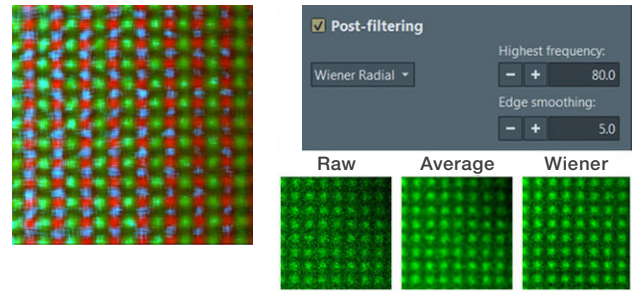 Post-filtering
Highest frequency:
Wiener Radial
80.0
Edge smoothing:
5.0
Raw Average Wiener